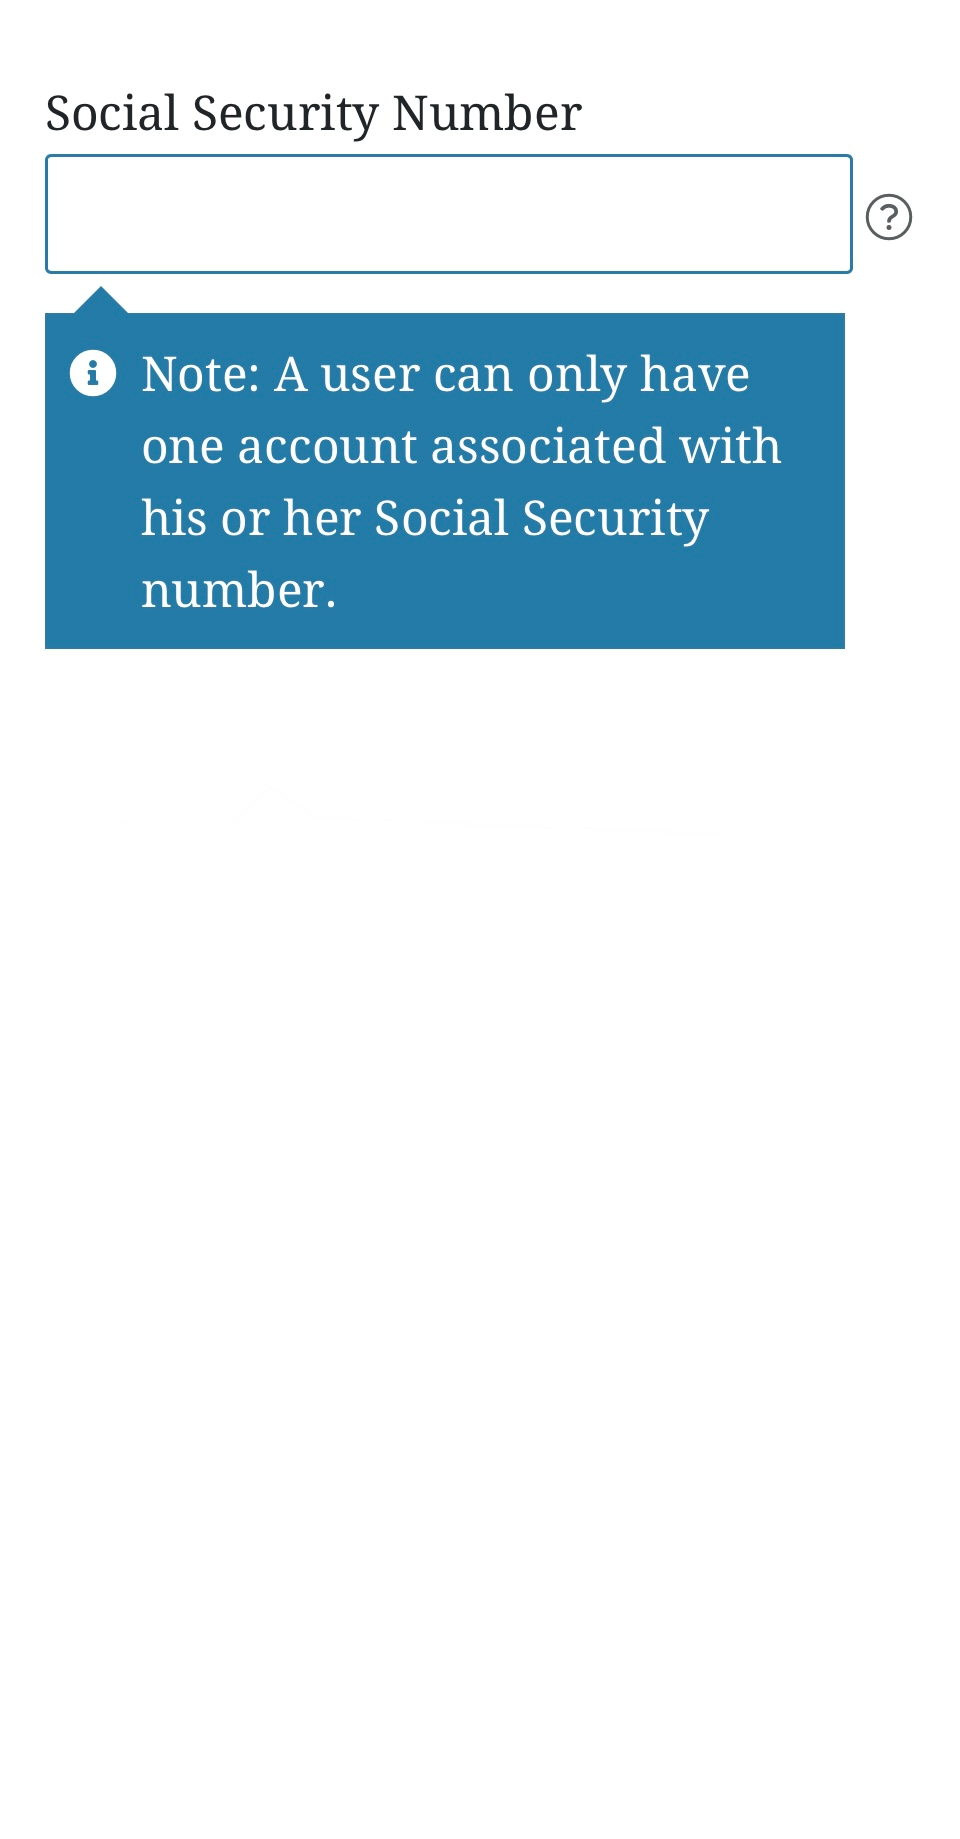 Social Security Number
Note: A user can only have
one account associated with
his or her Social Security
number.